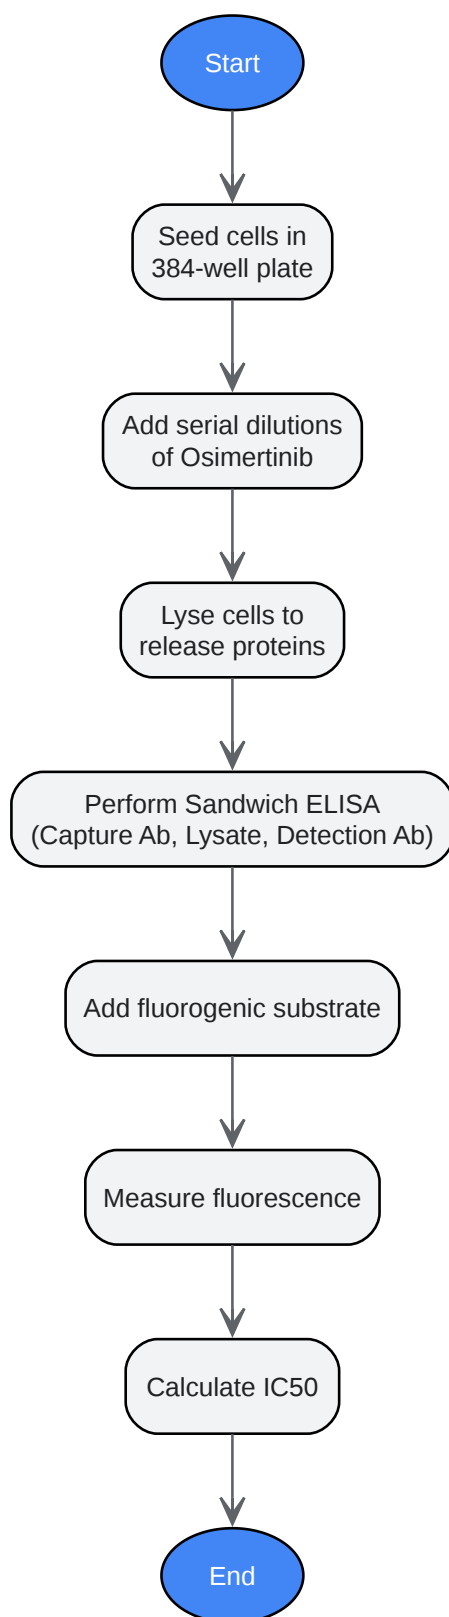 Start
Seed cells in
384-well plate
Add serial dilutions
of Osimertinib
Lyse cells to
release proteins
Perform Sandwich ELISA
(Capture Ab, Lysate, Detection Ab)
Add fluorogenic substrate
Measure fluorescence
Calculate IC50
End